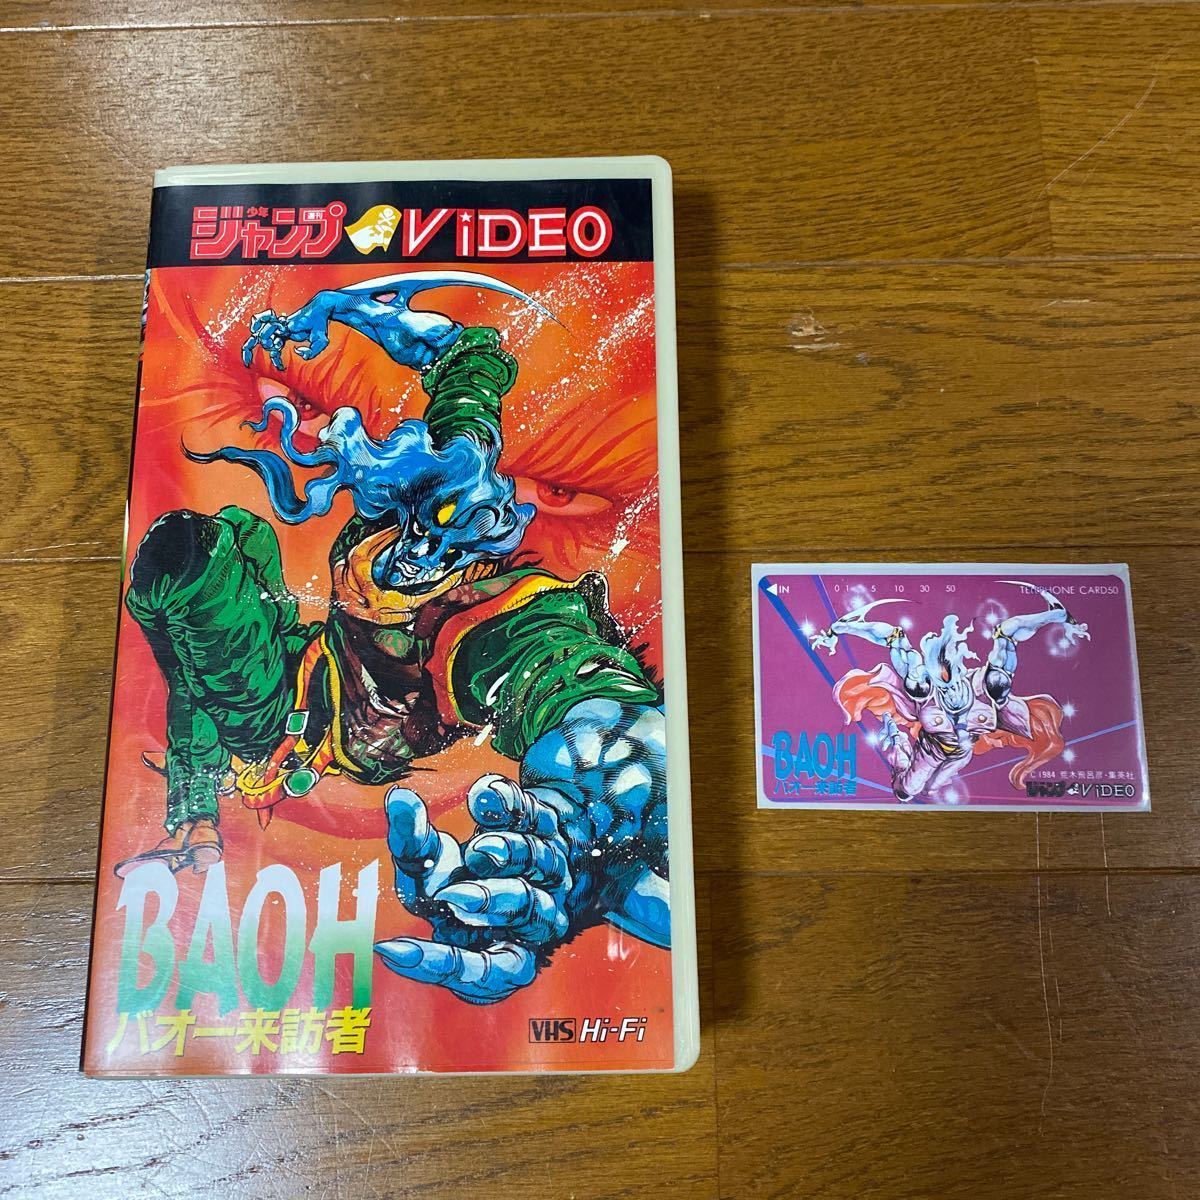 週刊少年ジャンプ ViDEO
BAOH
バオー来訪者
VHS Hi-Fi
◀IN 0 1 5 10 30 50 TELEPHONE CARD50
BAOH
バオー来訪者
©1984 荒木飛呂彦・集英社
ジャンプ ViDEO